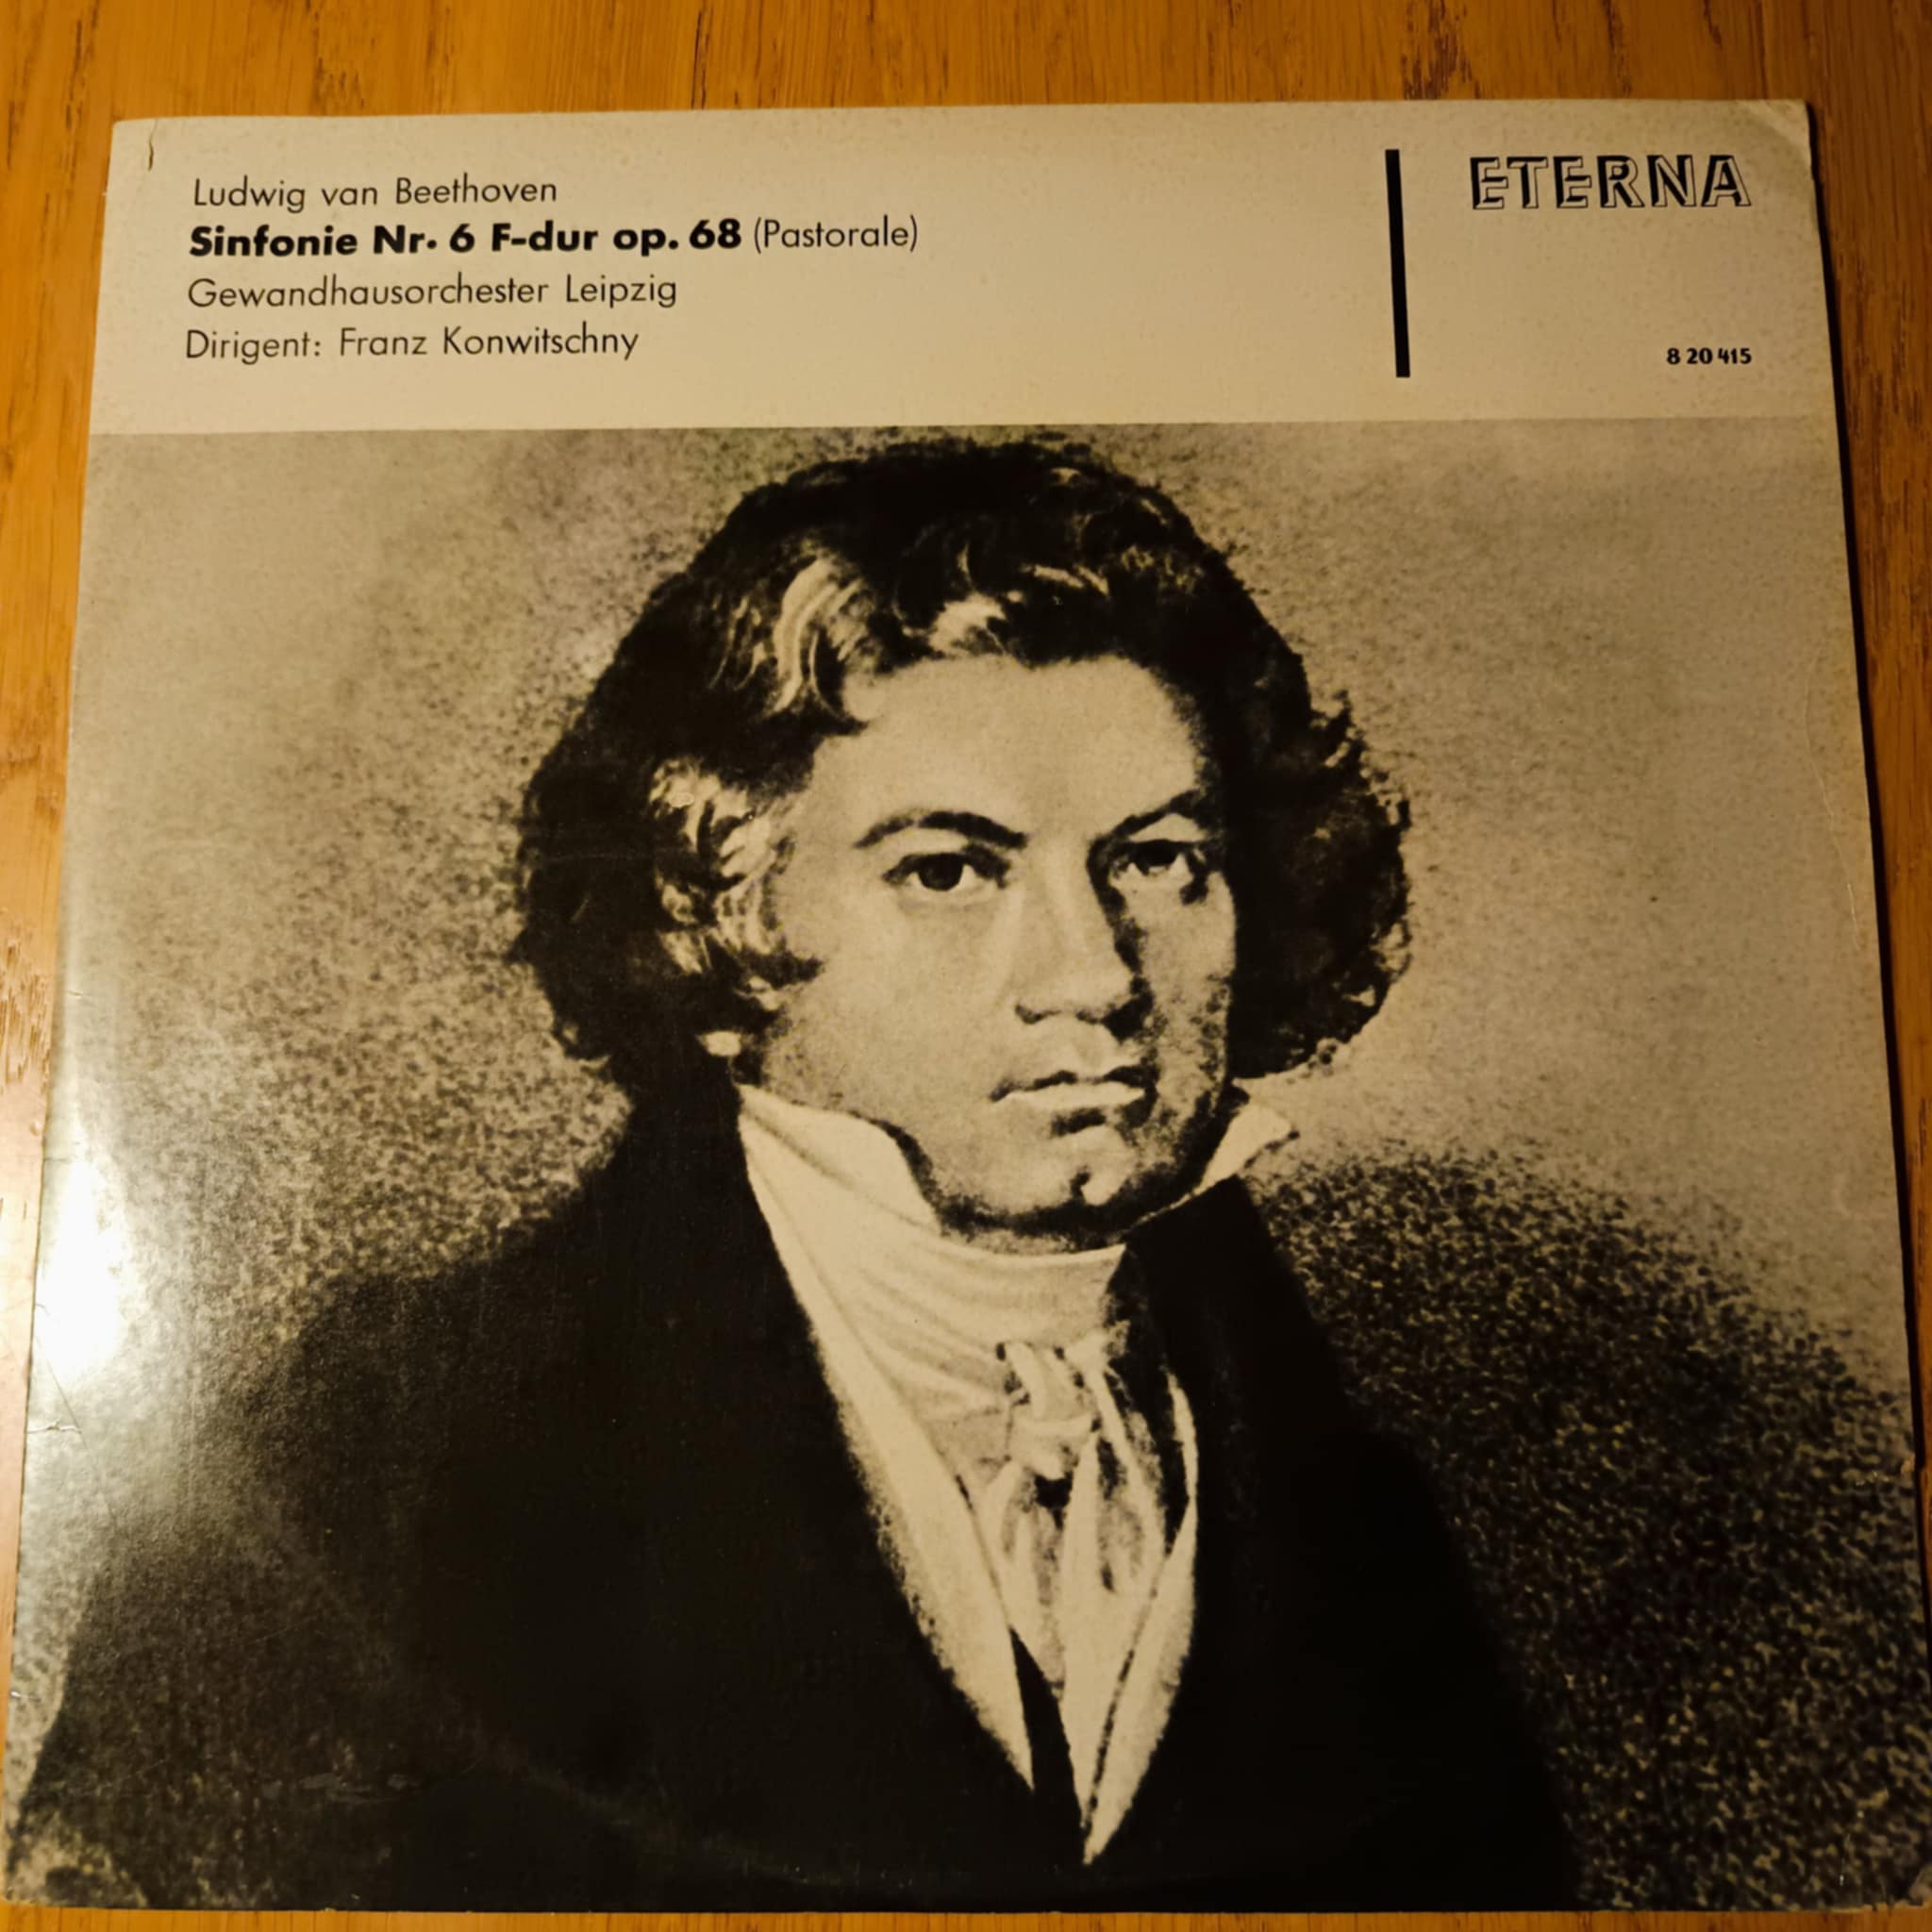 Ludwig van Beethoven
Sinfonie Nr. 6 F-dur op. 68 (Pastorale)
Gewandhausorchester Leipzig
Dirigent: Franz Konwitschny
ETERNA
8 20 415